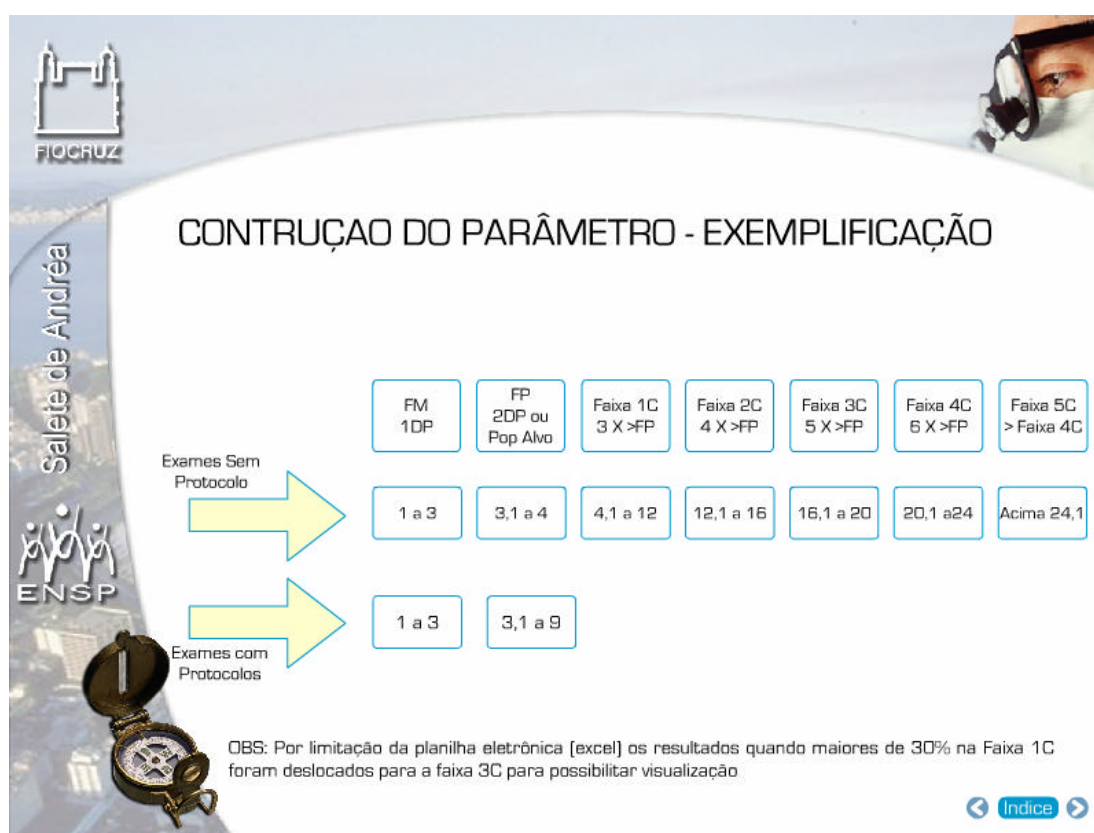 FIOCRUZ
Salete de Andréa
ENSP
CONTRUÇAO DO PARÂMETRO - EXEMPLIFICAÇÃO
FM
1DP
FP
2DP ou
Pop Alvo
Faixa 1C
3 X >FP
Faixa 2C
4 X >FP
Faixa 3C
5 X >FP
Faixa 4C
6 X >FP
Faixa 5C
> Faixa 4C
Exames Sem
Protocolo
1 a 3
3,1 a 4
4,1 a 12
12,1 a 16
16,1 a 20
20,1 a24
Acima 24,1
1 a 3
3,1 a 9
Exames com
Protocolos
OBS: Por limitação da planilha eletrônica (excel) os resultados quando maiores de 30% na Faixa 1C
foram deslocados para a faixa 3C para possibilitar visualização
Indice